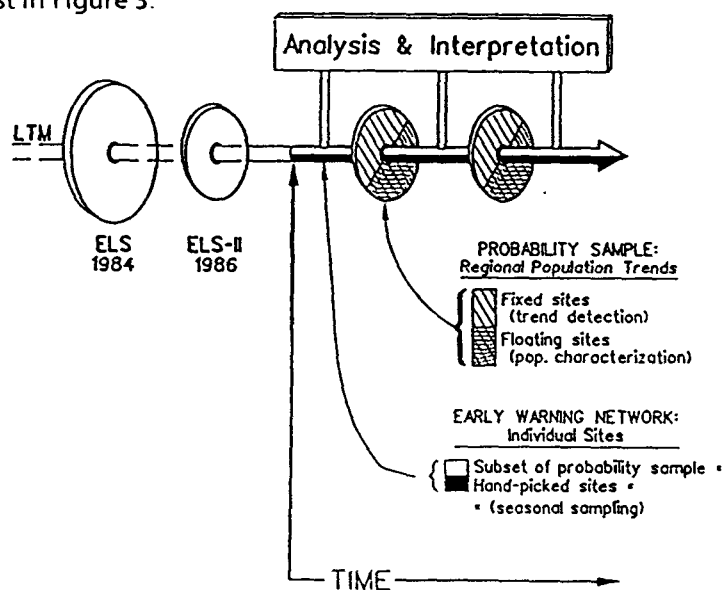 st in Figure 3.
Analysis & Interpretation
LTM
ELS
1984
ELS-II
1986
PROBABILITY SAMPLE:
Regional Population Trends
Fixed sites
(trend detection)
Floating sites
(pop. characterization)
EARLY WARNING NETWORK:
Individual Sites
Subset of probability sample *
Hand-picked sites *
* (seasonal sampling)
TIME